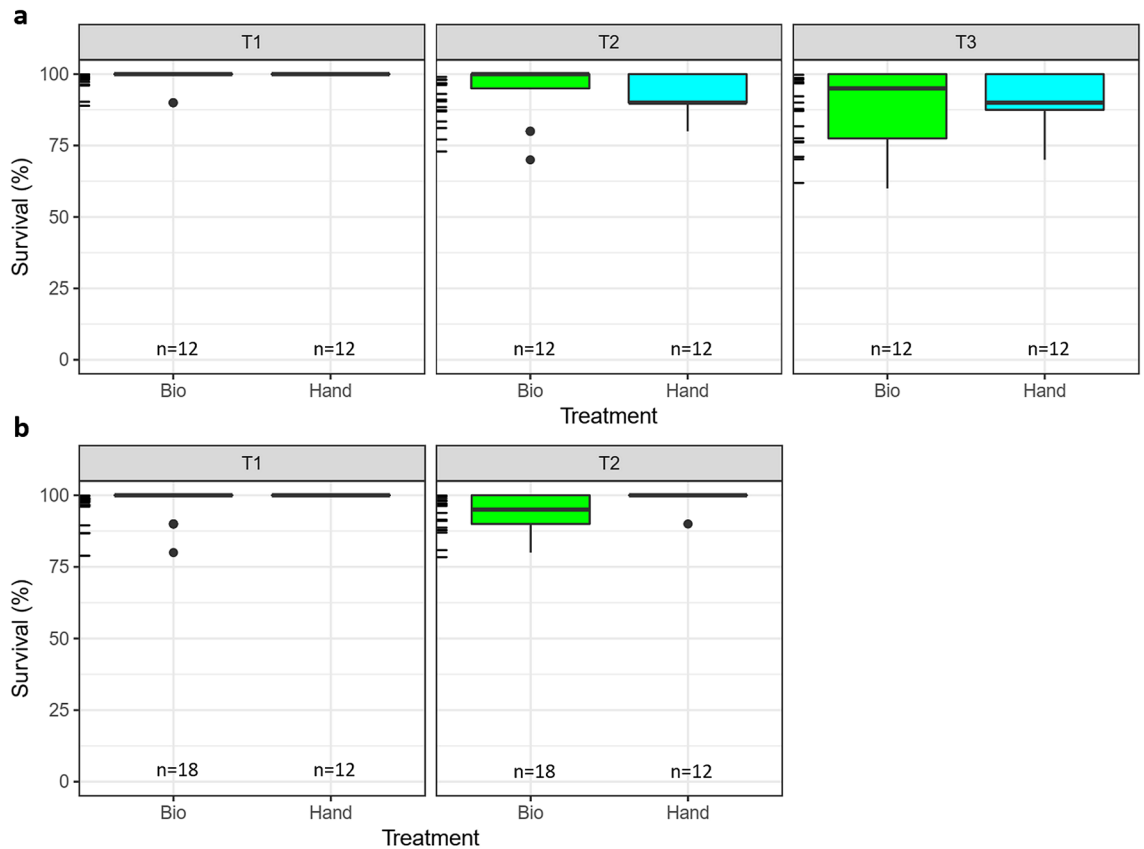 a
T1 T2 T3
Survival (%)
100
75
50
25
0
n=12 n=12 n=12 n=12 n=12 n=12
Bio Hand Bio Hand Bio Hand
Treatment
b
T1 T2
Survival (%)
100
75
50
25
0
n=18 n=12 n=18 n=12
Bio Hand Bio Hand
Treatment